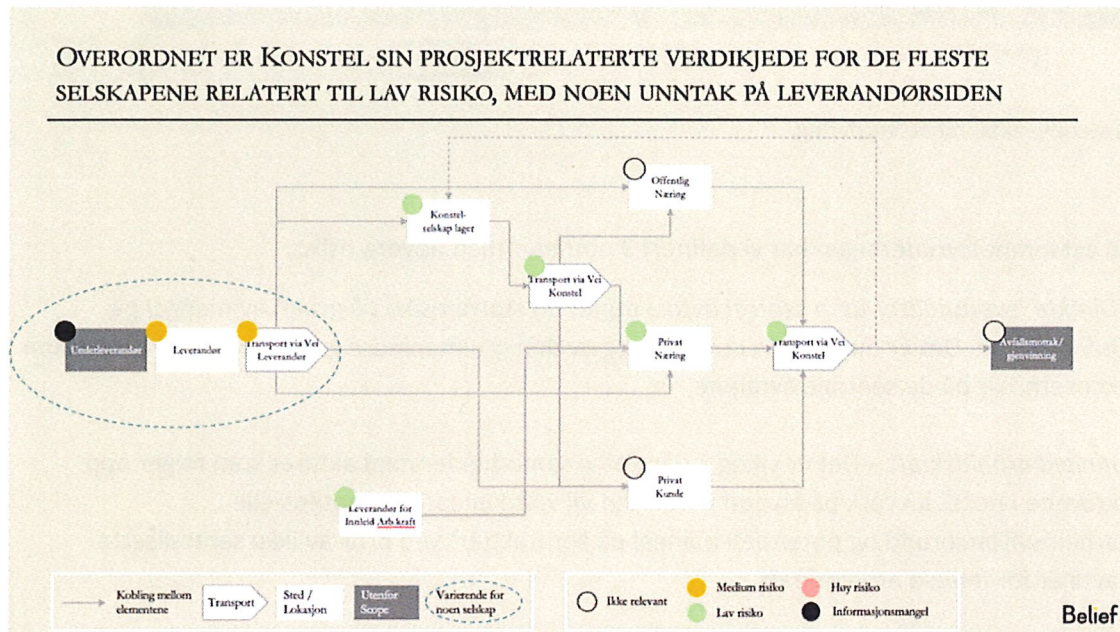 OVERORDNET ER KONSTEL SIN PROSJEKTRELATERTE VERDIKJEDE FOR DE FLESTE
SELSKAPENE RELATERT TIL LAV RISIKO, MED NOEN UNNTAK PÅ LEVERANDØRSIDEN
Offentlig
Næring
Konstel-
selskap lager
Transport via Vei
Konstel
Underleverandør
Leverandør
Transport via Vei
Leverandør
Privat
Næring
Transport via Vei
Konstel
Avfallsmottak/
gjenvinning
Privat
Kunde
Leverandør for
Innleid Arb.kraft
Kobling mellom
elementene
Transport
Sted /
Lokasjon
Utenfor
Scope
Varierende for
noen selskap
Ikke relevant
Medium risiko
Lav risiko
Høy risiko
Informasjonsmangel
Belief